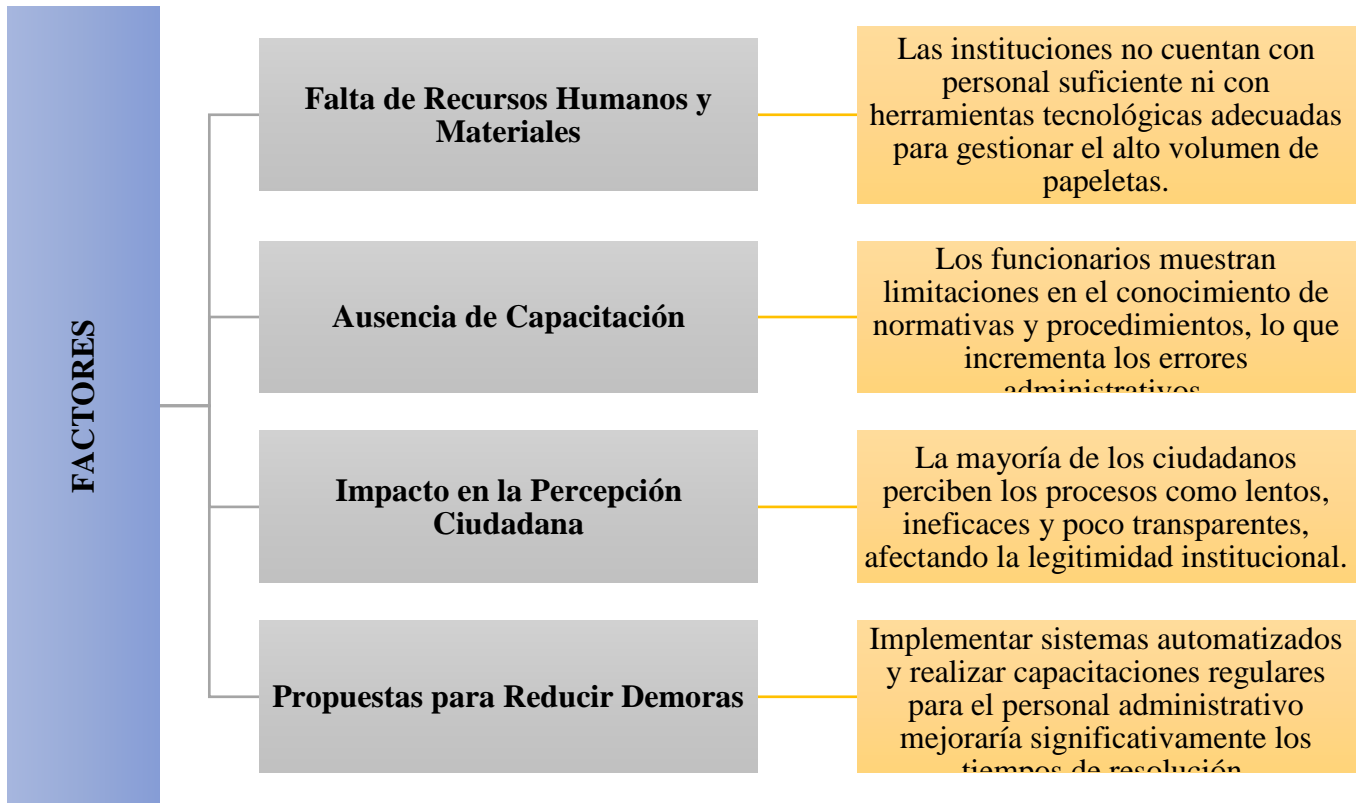 FACTORES
Falta de Recursos Humanos y
Materiales
Las instituciones no cuentan con
personal suficiente ni con
herramientas tecnológicas adecuadas
para gestionar el alto volumen de
papeletas.
Ausencia de Capacitación
Los funcionarios muestran
limitaciones en el conocimiento de
normativas y procedimientos, lo que
incrementa los errores
administrativos
Impacto en la Percepción
Ciudadana
La mayoría de los ciudadanos
perciben los procesos como lentos,
ineficaces y poco transparentes,
afectando la legitimidad institucional.
Propuestas para Reducir Demoras
Implementar sistemas automatizados
y realizar capacitaciones regulares
para el personal administrativo
mejoraría significativamente los
tiempos de resolución